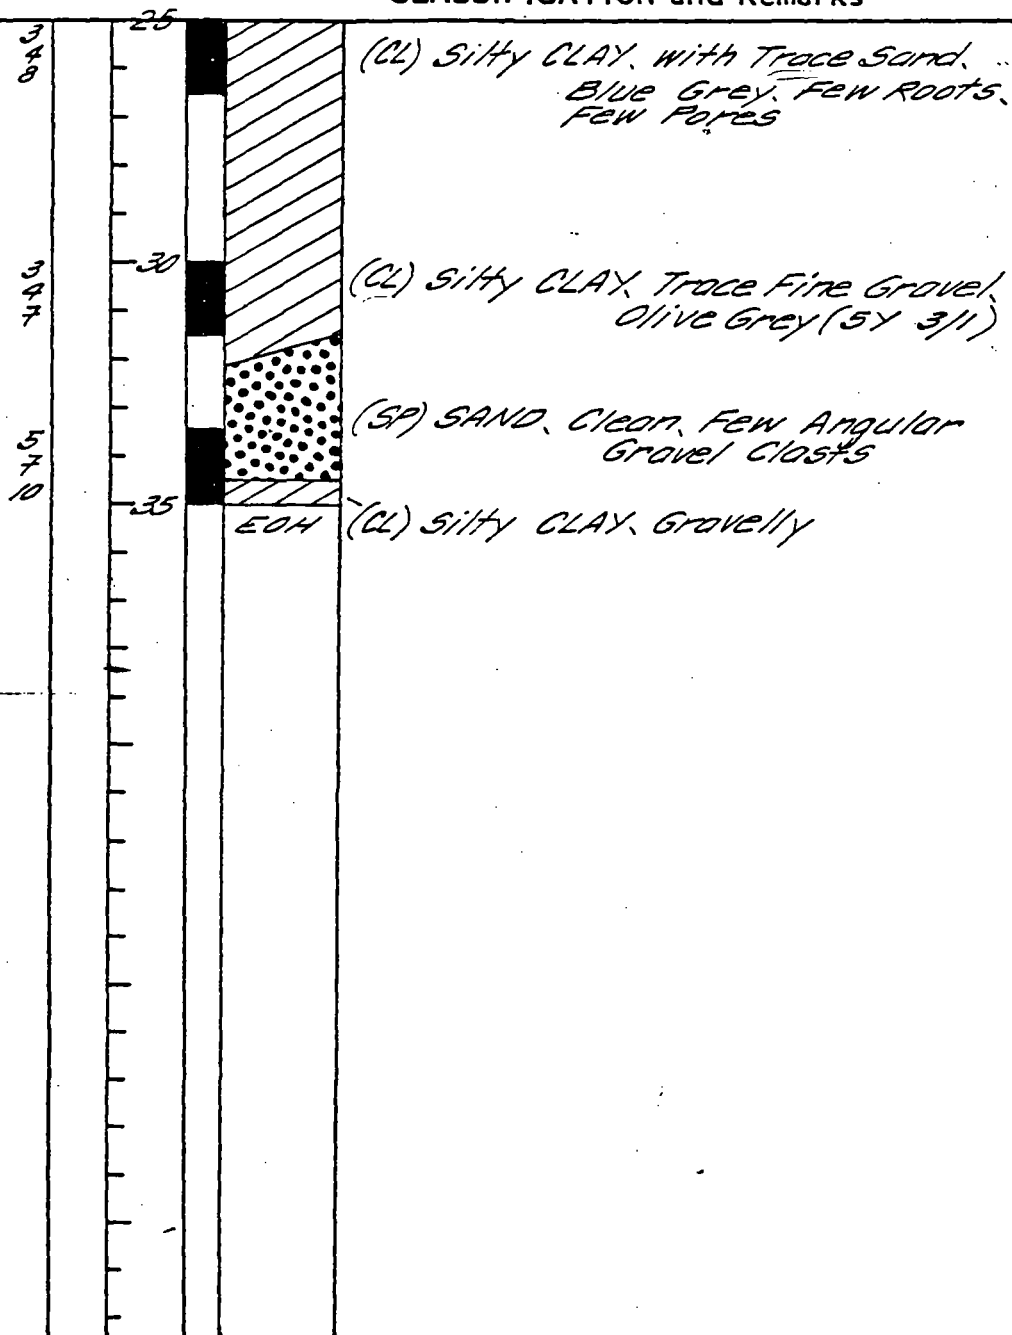 CLASSIFICATION and Remarks
25
3
4
8
(CL) Silty CLAY, with Trace Sand,
Blue Grey, Few Roots,
Few Pores
30
3
4
7
(CL) Silty CLAY, Trace Fine Gravel,
Olive Grey (5Y 3/1)
(SP) SAND, Clean, Few Angular
Gravel Clasts
5
7
10
35
EOH
(CL) Silty CLAY, Gravelly